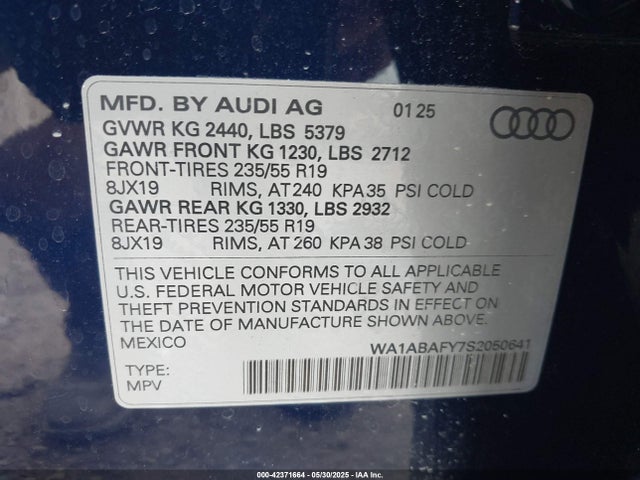 MFD. BY AUDI AG 01 25
GVWR KG 2440, LBS 5379
GAWR FRONT KG 1230, LBS 2712
FRONT-TIRES 235/55 R19
8JX19 RIMS, AT 240 KPA 35 PSI COLD
GAWR REAR KG 1330, LBS 2932
REAR-TIRES 235/55 R19
8JX19 RIMS, AT 260 KPA 38 PSI COLD
THIS VEHICLE CONFORMS TO ALL APPLICABLE
U.S. FEDERAL MOTOR VEHICLE SAFETY AND
THEFT PREVENTION STANDARDS IN EFFECT ON
THE DATE OF MANUFACTURE SHOWN ABOVE.
MEXICO WA1ABAFY7S2050641
TYPE:
MPV
000-42371664 — 05/30/2025 — IAA Inc.